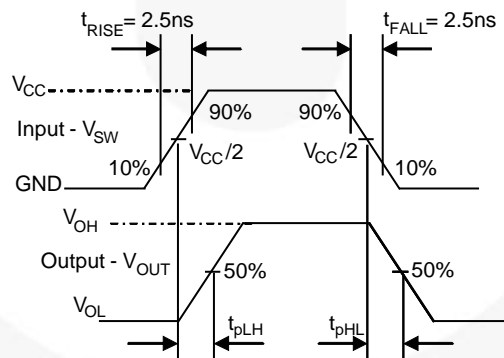 tRISE= 2.5ns
tFALL= 2.5ns
VCC
90%
90%
Input - VSW
VCC/2
VCC/2
10%
10%
GND
VOH
Output - VOUT
50%
50%
VOL
tpLH
tpHL